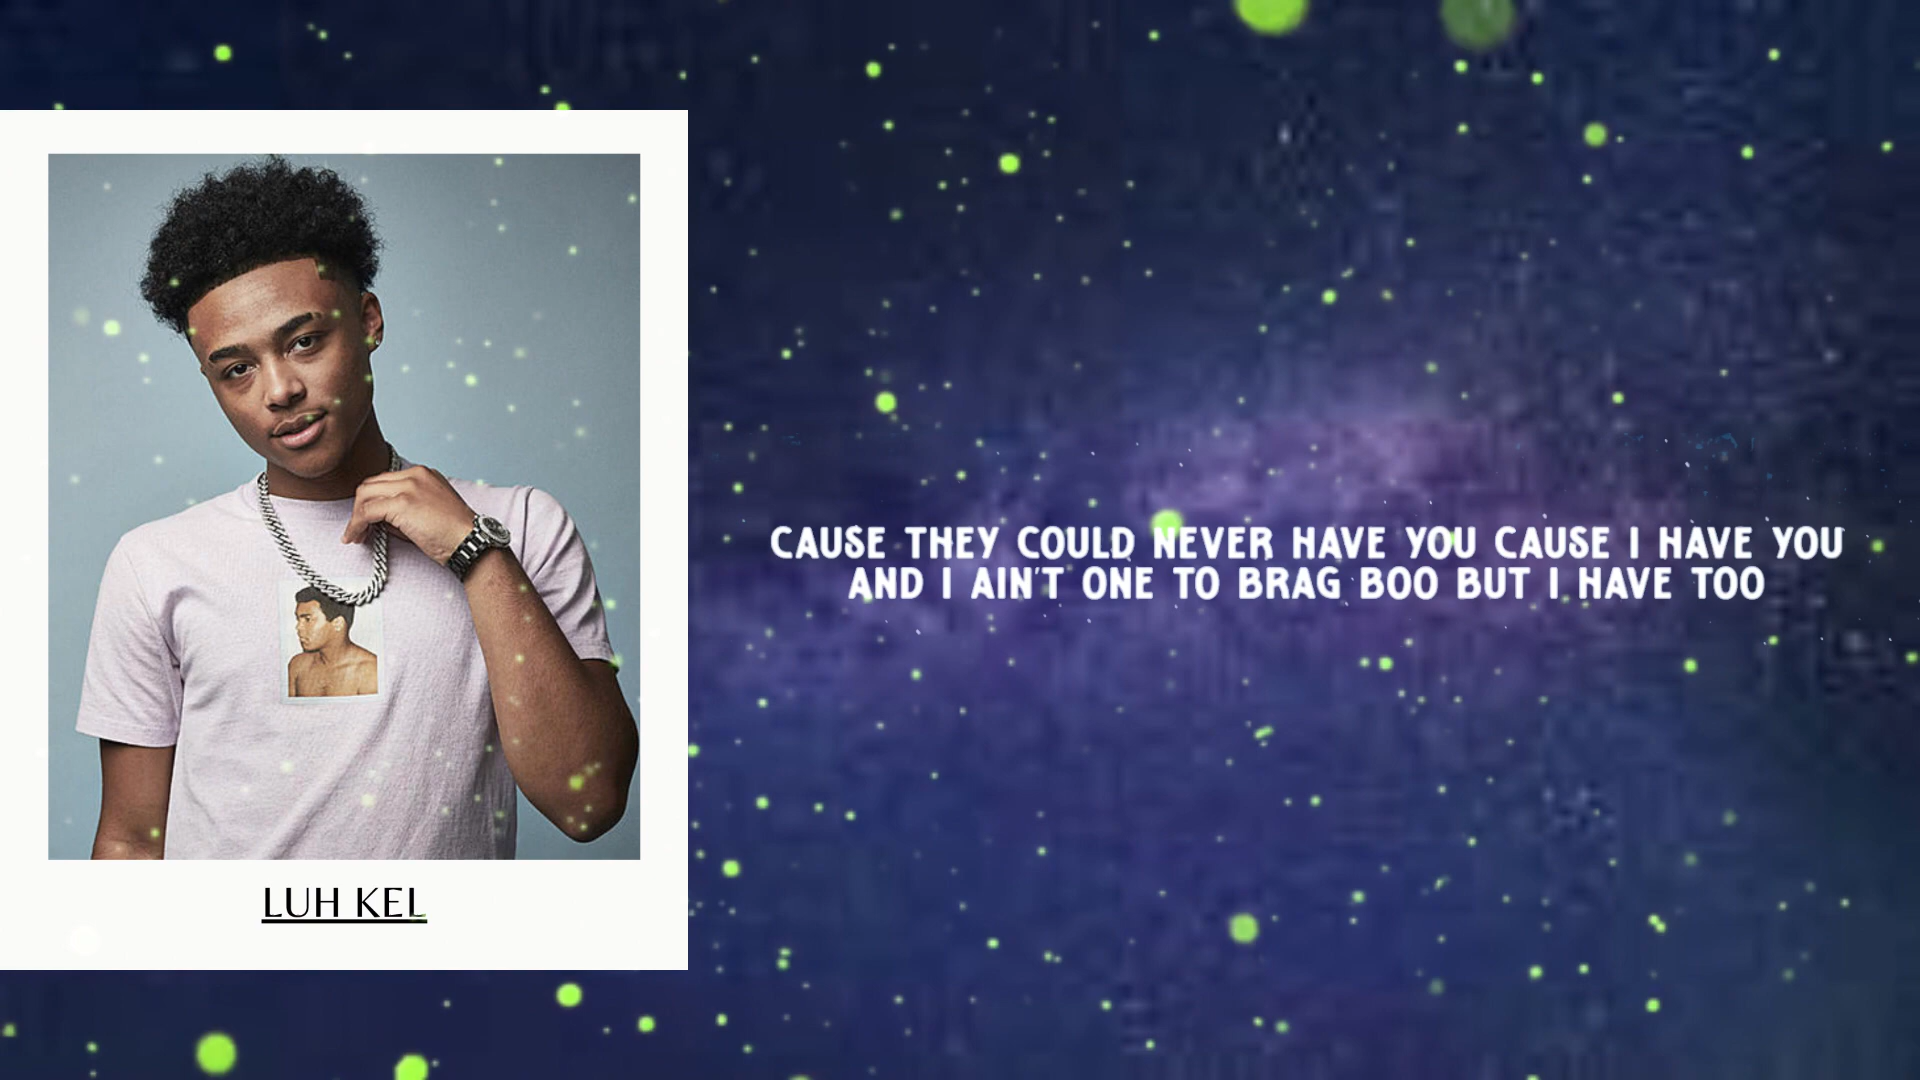 CAUSE THEY COULD NEVER HAVE YOU CAUSE I HAVE YOU
AND I AIN'T ONE TO BRAG BOO BUT I HAVE TOO
LUH KEL